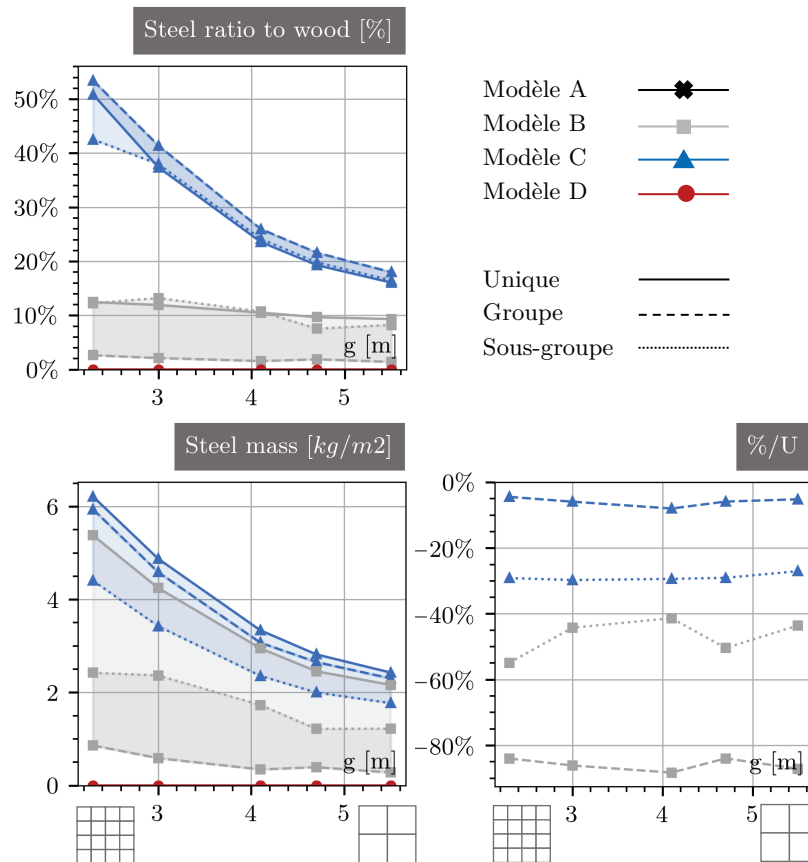 Steel ratio to wood [%]
50%
40%
30%
20%
10%
0%
g [m]
3 4 5
Modèle A
Modèle B
Modèle C
Modèle D
Unique
Groupe
Sous-groupe
Steel mass [kg/m2]
6
4
2
0
g [m]
3 4 5
%/U
0%
−20%
−40%
−60%
−80%
g [m]
3 4 5